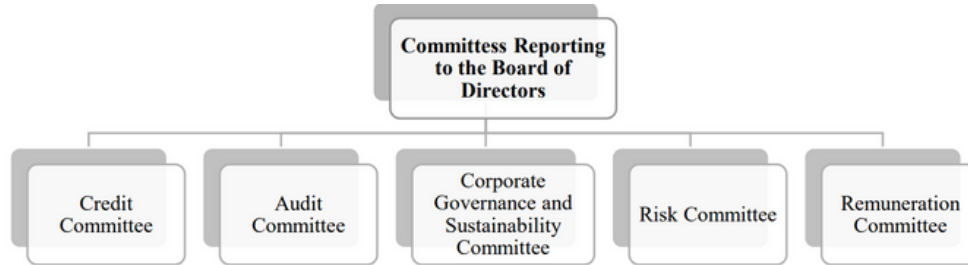 Committess Reporting
to the Board of
Directors
Credit
Committee
Audit
Committee
Corporate
Governance and
Sustainability
Committee
Risk Committee
Remuneration
Committee